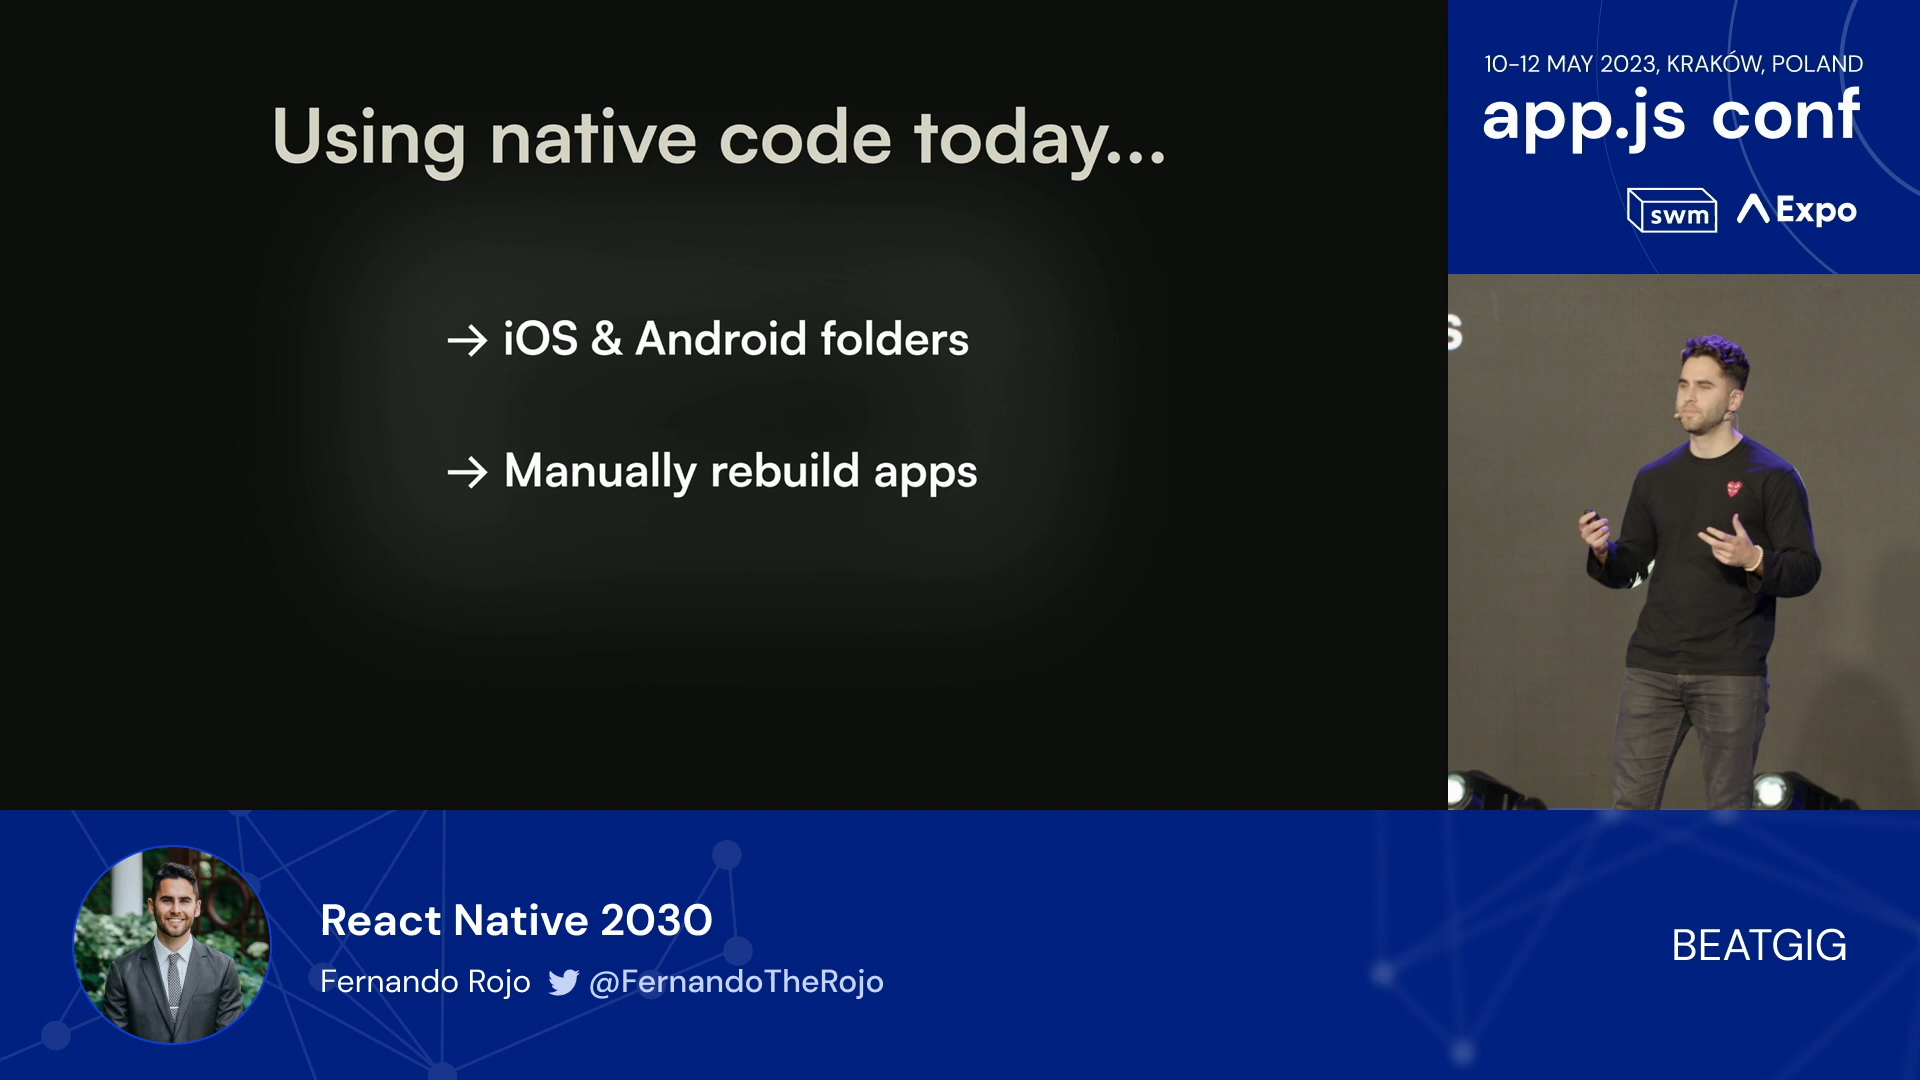 Using native code today...
→ iOS & Android folders
→ Manually rebuild apps
10–12 MAY 2023, KRAKÓW, POLAND
app.js conf
swm Expo
S
React Native 2030
Fernando Rojo @FernandoTheRojo
BEATGIG